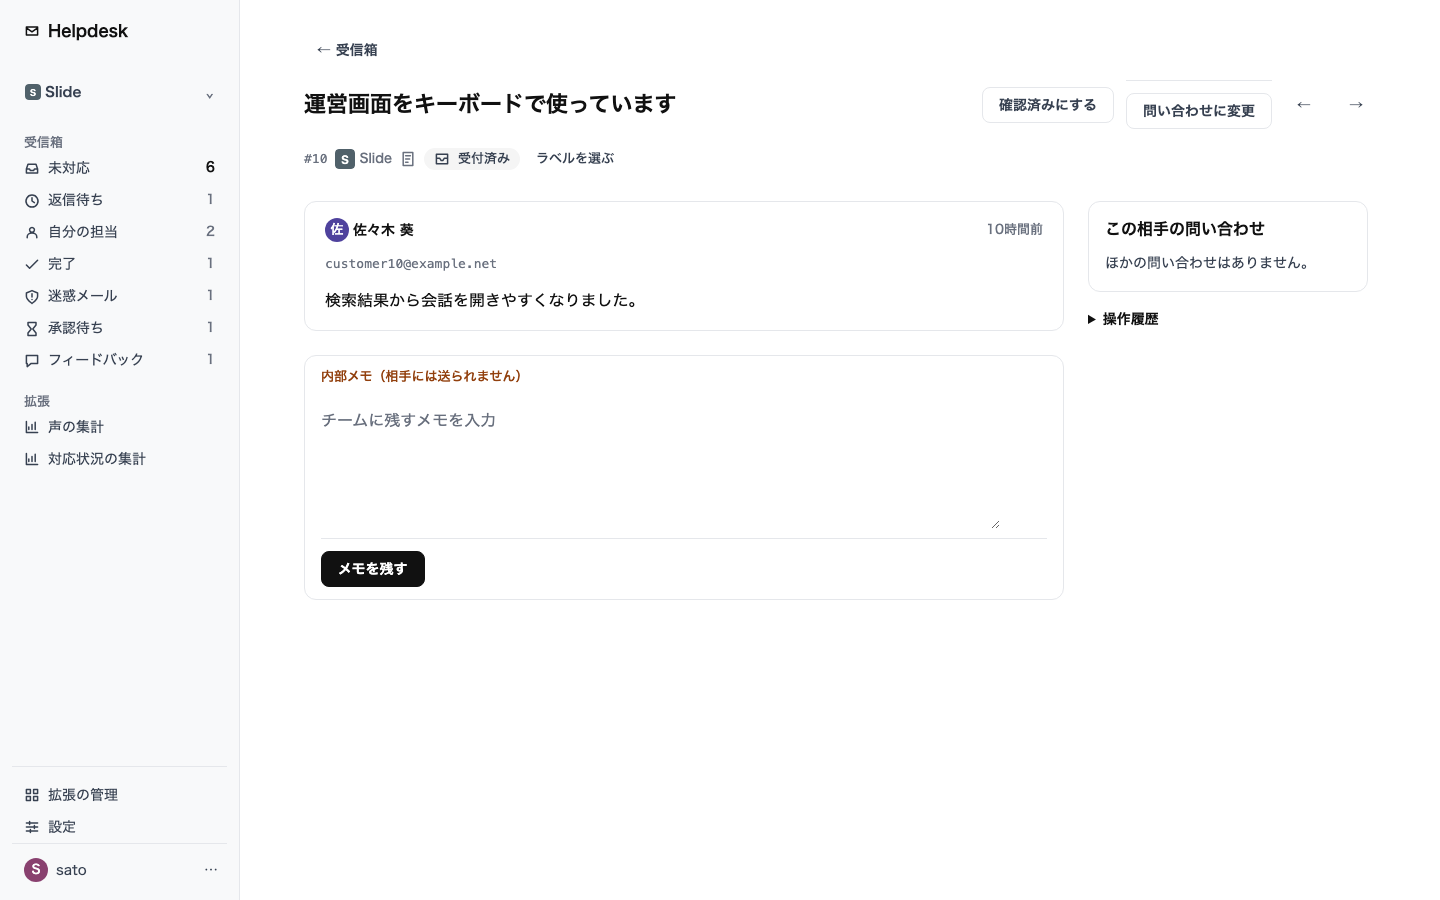 Helpdesk
S Slide
受信箱
未対応 6
返信待ち 1
自分の担当 2
完了 1
迷惑メール 1
承認待ち 1
フィードバック 1
拡張
声の集計
対応状況の集計
拡張の管理
設定
S sato ···
← 受信箱
運営画面をキーボードで使っています
確認済みにする
問い合わせに変更
← →
#10 S Slide 受付済み ラベルを選ぶ
佐 佐々木 葵 10時間前
customer10@example.net
検索結果から会話を開きやすくなりました。
内部メモ（相手には送られません）
チームに残すメモを入力
メモを残す
この相手の問い合わせ
ほかの問い合わせはありません。
▶ 操作履歴